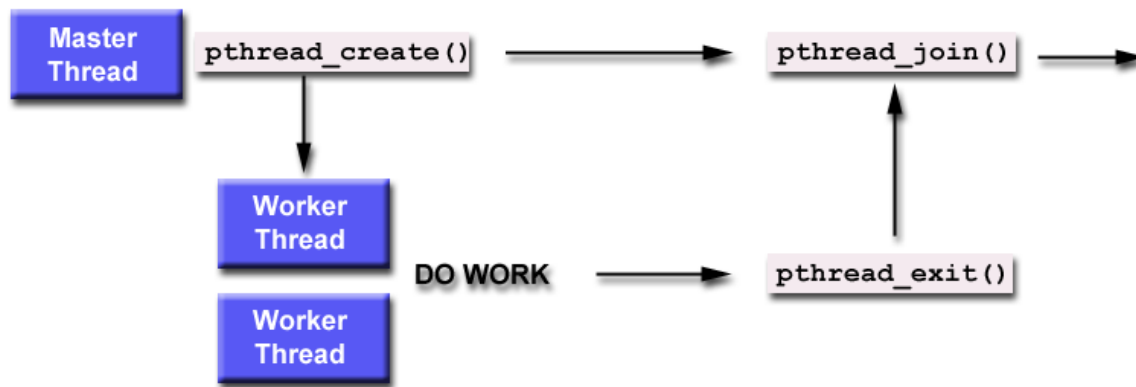 Master
Thread
pthread_create()
pthread_join()
Worker
Thread
DO WORK
pthread_exit()
Worker
Thread